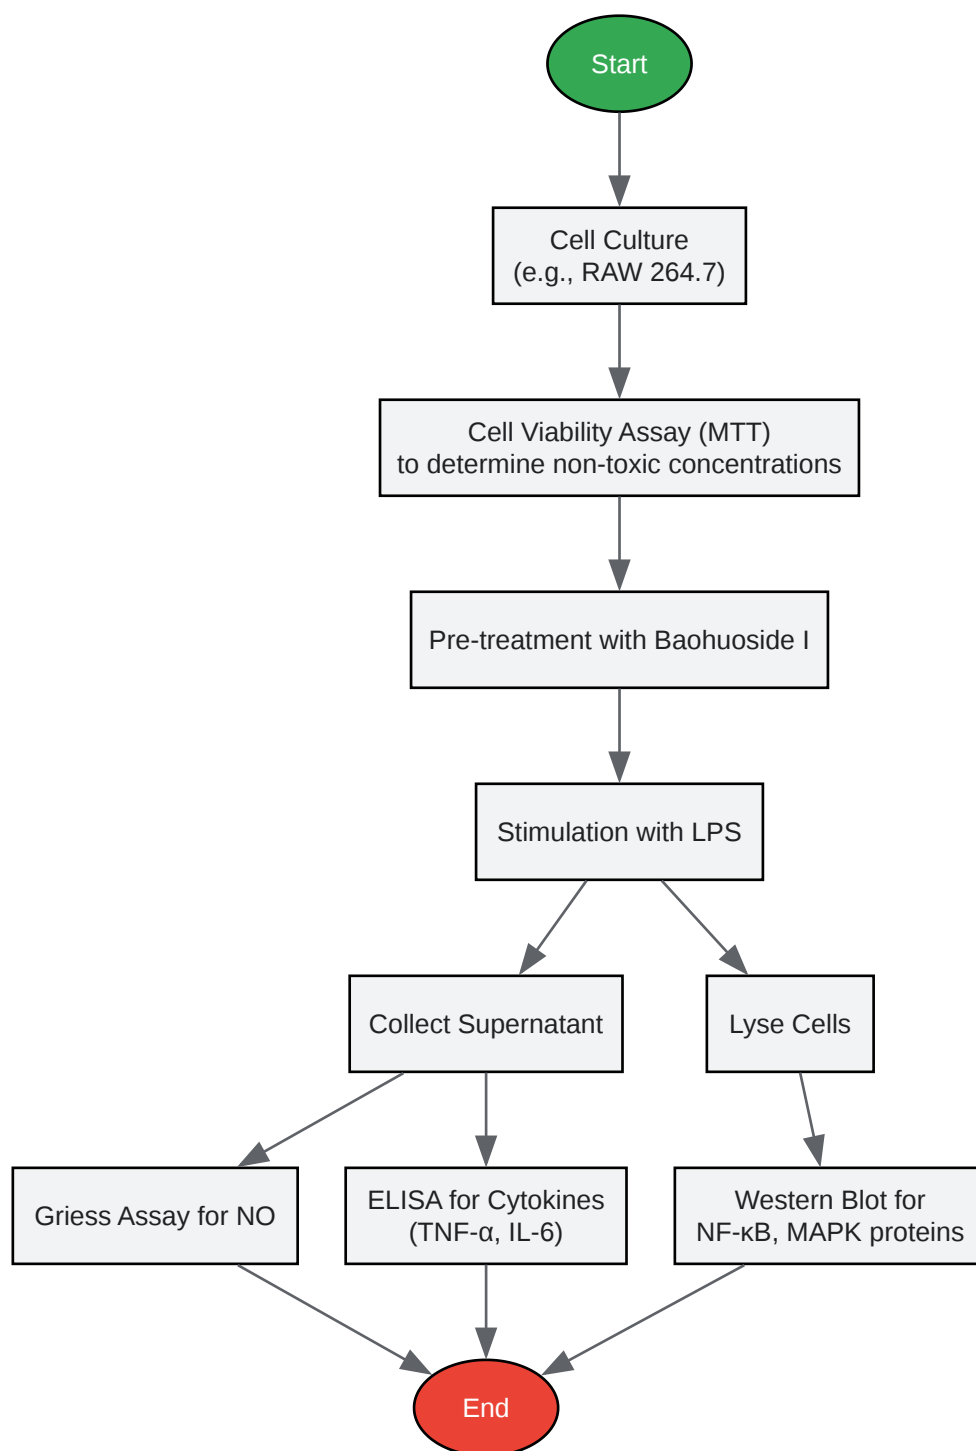 Start
Cell Culture
(e.g., RAW 264.7)
Cell Viability Assay (MTT)
to determine non-toxic concentrations
Pre-treatment with Baohuoside I
Stimulation with LPS
Collect Supernatant
Lyse Cells
Griess Assay for NO
ELISA for Cytokines
(TNF-α, IL-6)
Western Blot for
NF-κB, MAPK proteins
End